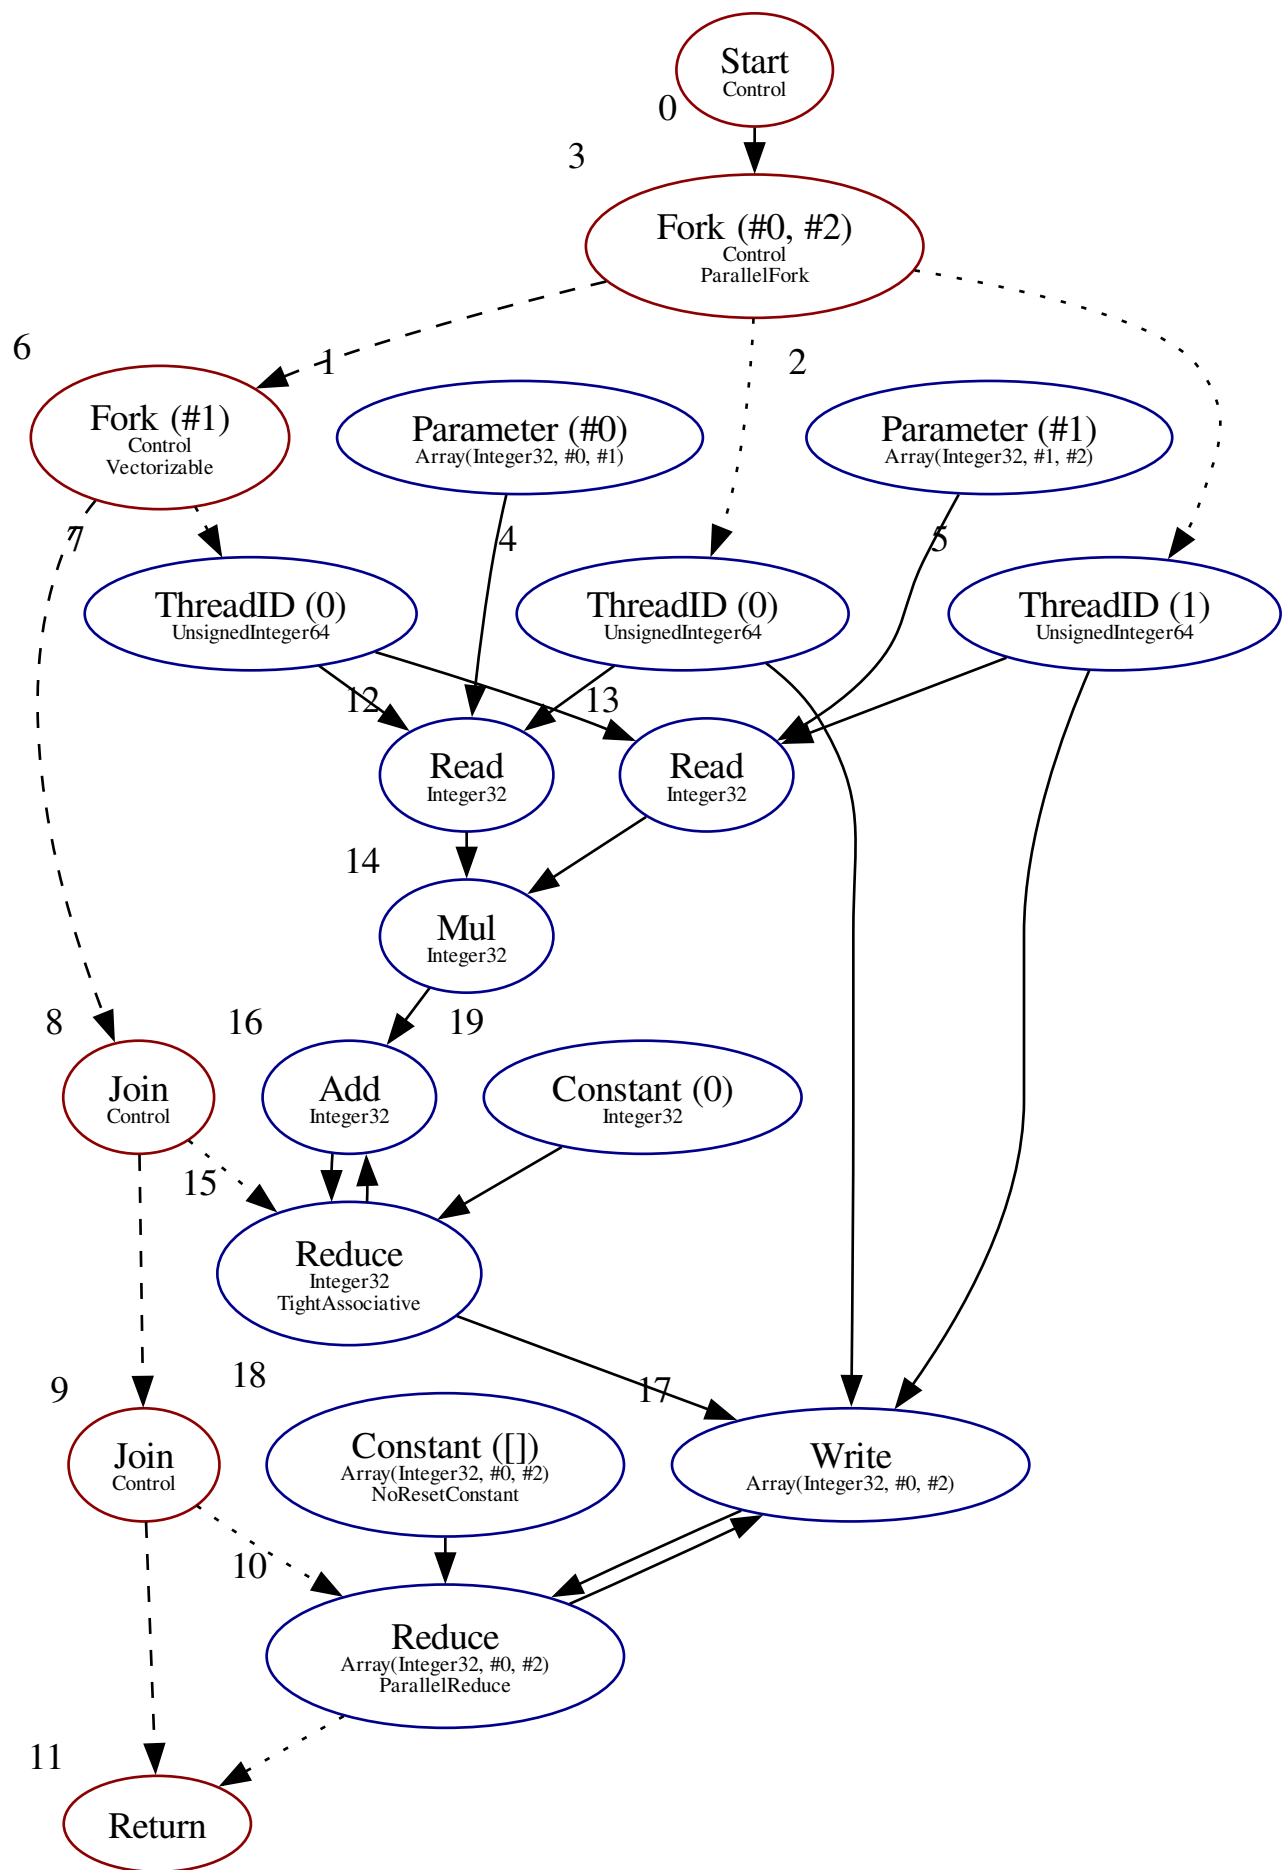 Start
Control
0
3
Fork (#0, #2)
Control
ParallelFork
6
1
2
Fork (#1)
Control
Vectorizable
Parameter (#0)
Array(Integer32, #0, #1)
Parameter (#1)
Array(Integer32, #1, #2)
7
4
5
ThreadID (0)
UnsignedInteger64
ThreadID (0)
UnsignedInteger64
ThreadID (1)
UnsignedInteger64
12
13
Read
Integer32
Read
Integer32
14
Mul
Integer32
8
16
19
Join
Control
Add
Integer32
Constant (0)
Integer32
15
Reduce
Integer32
TightAssociative
9
18
17
Join
Control
Constant ([])
Array(Integer32, #0, #2)
NoResetConstant
Write
Array(Integer32, #0, #2)
10
Reduce
Array(Integer32, #0, #2)
ParallelReduce
11
Return